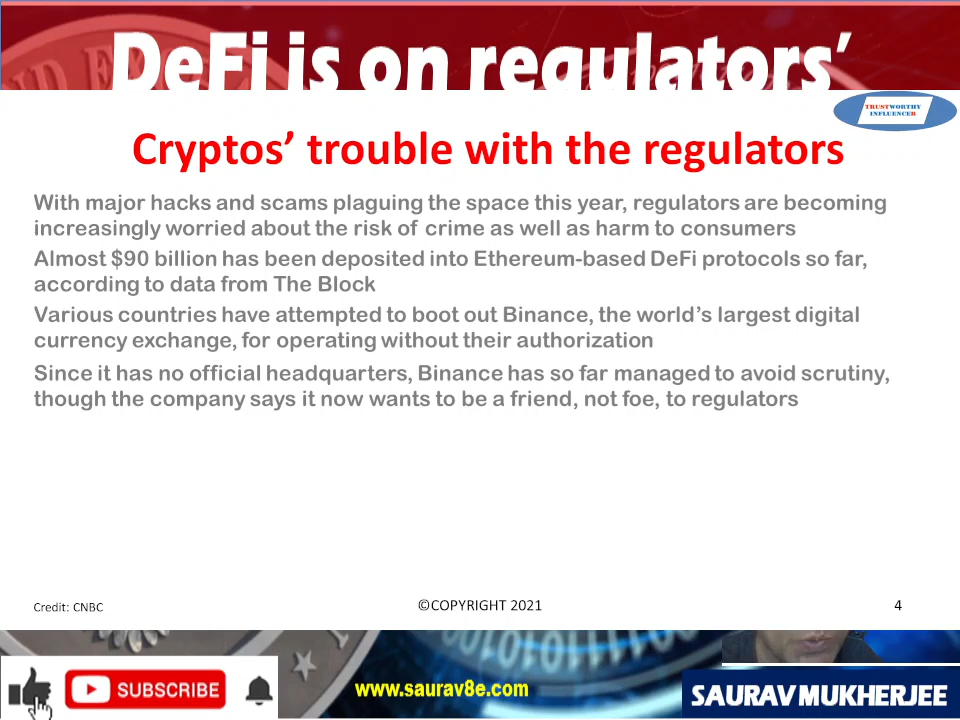 DeFi is on regulators’
TRUSTWORTHY
INFLUENCER
Cryptos’ trouble with the regulators
With major hacks and scams plaguing the space this year, regulators are becoming
increasingly worried about the risk of crime as well as harm to consumers
Almost $90 billion has been deposited into Ethereum-based DeFi protocols so far,
according to data from The Block
Various countries have attempted to boot out Binance, the world’s largest digital
currency exchange, for operating without their authorization
Since it has no official headquarters, Binance has so far managed to avoid scrutiny,
though the company says it now wants to be a friend, not foe, to regulators
Credit: CNBC
©COPYRIGHT 2021
4
SUBSCRIBE
www.saurav8e.com
SAURAV MUKHERJEE